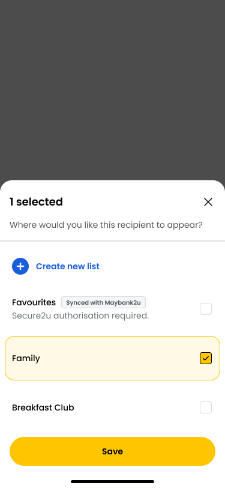 1 selected
Where would you like this recipient to appear?
Create new list
Favourites Synced with Maybank2u
Secure2u authorisation required.
Family
Breakfast Club
Save